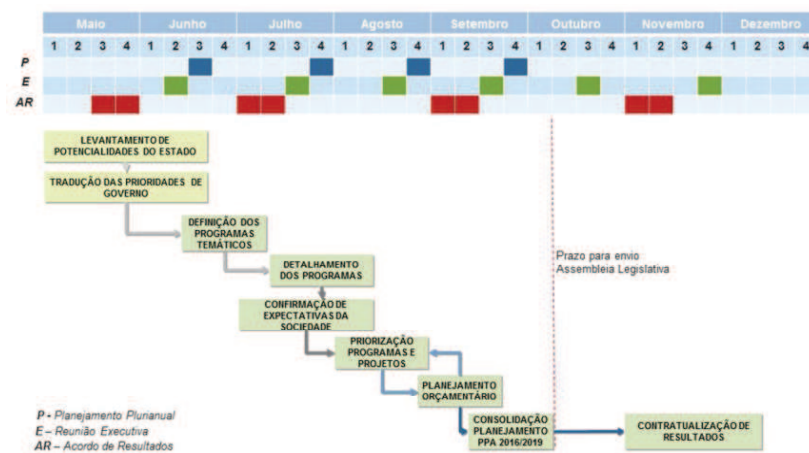 Maio Junho Julho Agosto Setembro Outubro Novembro Dezembro
1 2 3 4 1 2 3 4 1 2 3 4 1 2 3 4 1 2 3 4 1 2 3 4 1 2 3 4 1 2 3 4
P
E
AR
LEVANTAMENTO DE
POTENCIALIDADES DO ESTADO
TRADUÇÃO DAS PRIORIDADES DE
GOVERNO
DEFINIÇÃO DOS
PROGRAMAS
TEMÁTICOS
DETALHAMENTO
DOS PROGRAMAS
Prazo para envio
Assembleia Legislativa
CONFIRMAÇÃO DE
EXPECTATIVAS DA
SOCIEDADE
PRIORIZAÇÃO
PROGRAMAS E
PROJETOS
PLANEJAMENTO
ORÇAMENTÁRIO
CONSOLIDAÇÃO
PLANEJAMENTO
PPA 2016/2019
CONTRATUALIZAÇÃO DE
RESULTADOS
P - Planejamento Plurianual
E – Reunião Executiva
AR – Acordo de Resultados